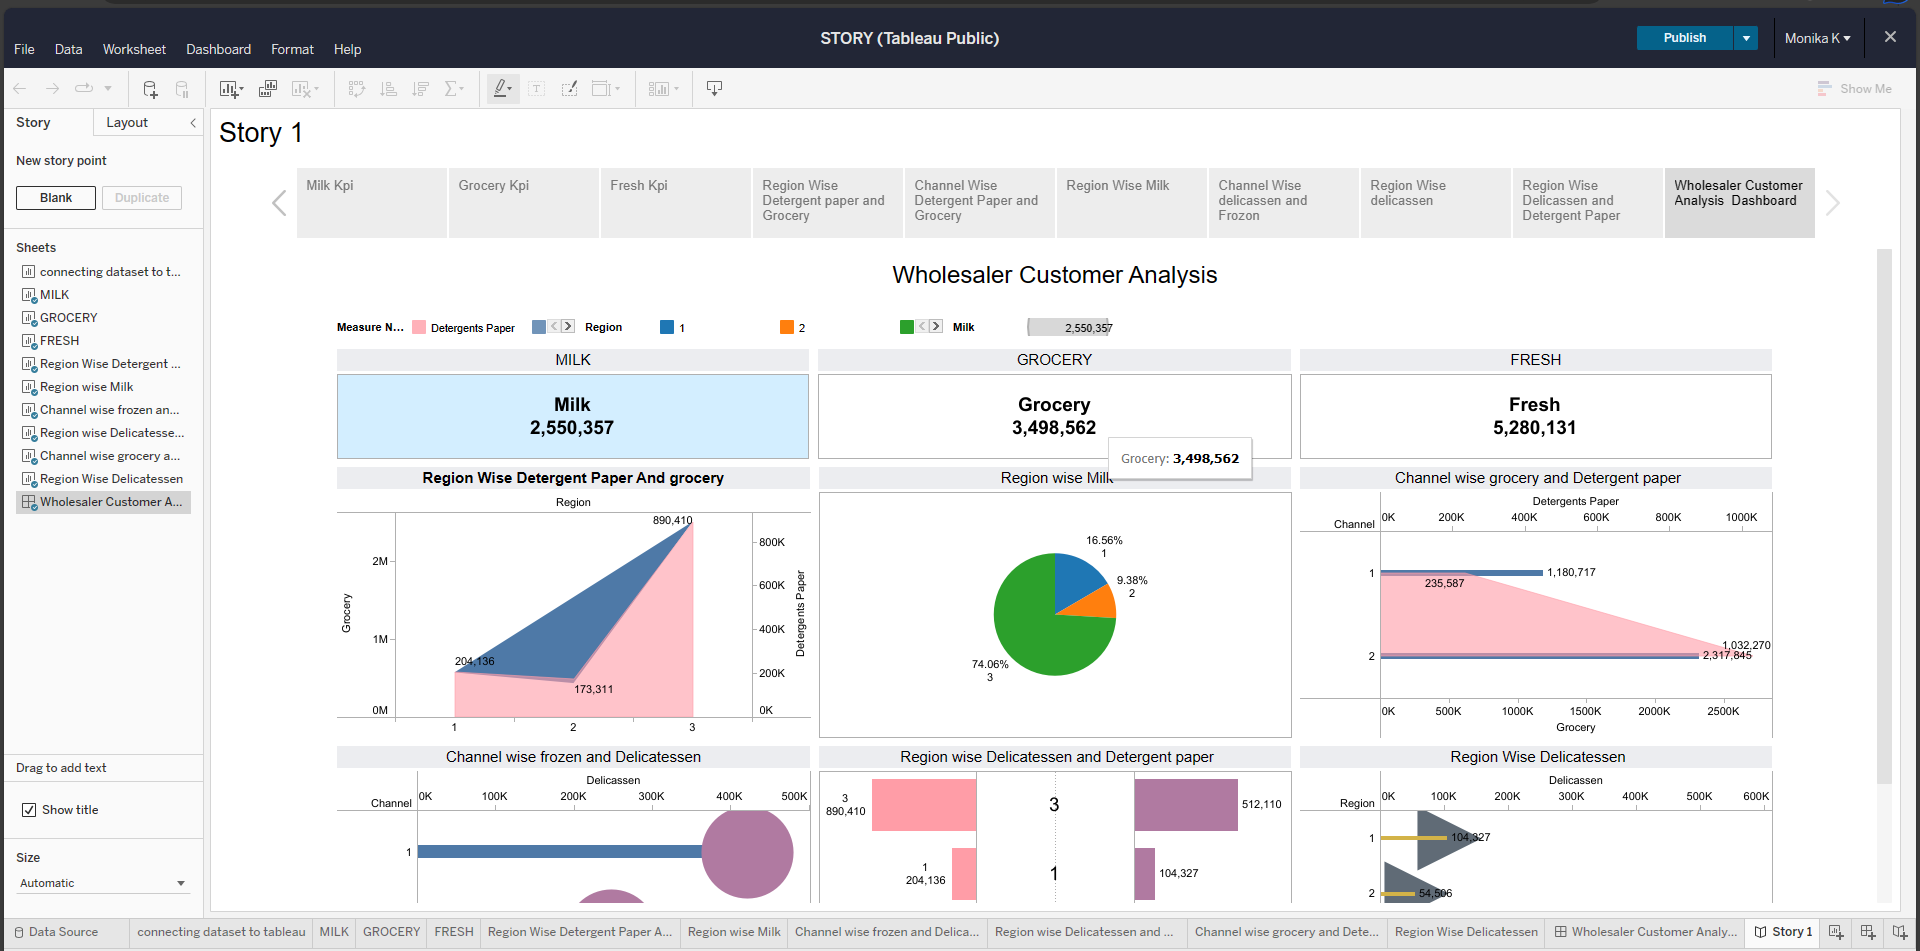 STORY (Tableau Public)
Publish
Monika K
File Data Worksheet Dashboard Format Help
Show Me
Story Layout
New story point
Blank Duplicate
Sheets
connecting dataset to t...
MILK
GROCERY
FRESH
Region Wise Detergent ...
Region wise Milk
Channel wise frozen an...
Region wise Delicatesse...
Channel wise grocery a...
Region Wise Delicatessen
Wholesaler Customer A...
Drag to add text
Show title
Size
Automatic
Story 1
Milk Kpi
Grocery Kpi
Fresh Kpi
Region Wise
Detergent paper and
Grocery
Channel Wise
Detergent Paper and
Grocery
Region Wise Milk
Channel Wise
delicassen and
Frozon
Region Wise
delicassen
Region Wise
Delicassen and
Detergent Paper
Wholesaler Customer
Analysis Dashboard
Wholesaler Customer Analysis
Measure N... Detergents Paper Region 1 2 Milk 2,550,357
MILK
Milk
2,550,357
GROCERY
Grocery
3,498,562
Grocery: 3,498,562
FRESH
Fresh
5,280,131
Region Wise Detergent Paper And grocery
Region
890,410
204,136
173,311
2M
1M
0M
Grocery
800K
600K
400K
200K
0K
Detergents Paper
1 2 3
Region wise Milk
16.56%
1
9.38%
2
74.06%
3
Channel wise grocery and Detergent paper
Detergents Paper
Channel 0K 200K 400K 600K 800K 1000K
1 1,180,717
235,587
1,032,270
2 2,317,845
0K 500K 1000K 1500K 2000K 2500K
Grocery
Channel wise frozen and Delicatessen
Delicassen
Channel 0K 100K 200K 300K 400K 500K
1
Region wise Delicatessen and Detergent paper
3
890,410
3
512,110
1
204,136
1
104,327
Region Wise Delicatessen
Delicassen
Region 0K 100K 200K 300K 400K 500K 600K
1 104,327
2 54,506
Data Source connecting dataset to tableau MILK GROCERY FRESH Region Wise Detergent Paper A... Region wise Milk Channel wise frozen and Delica... Region wise Delicatessen and ... Channel wise grocery and Dete... Region Wise Delicatessen Wholesaler Customer Analy... Story 1